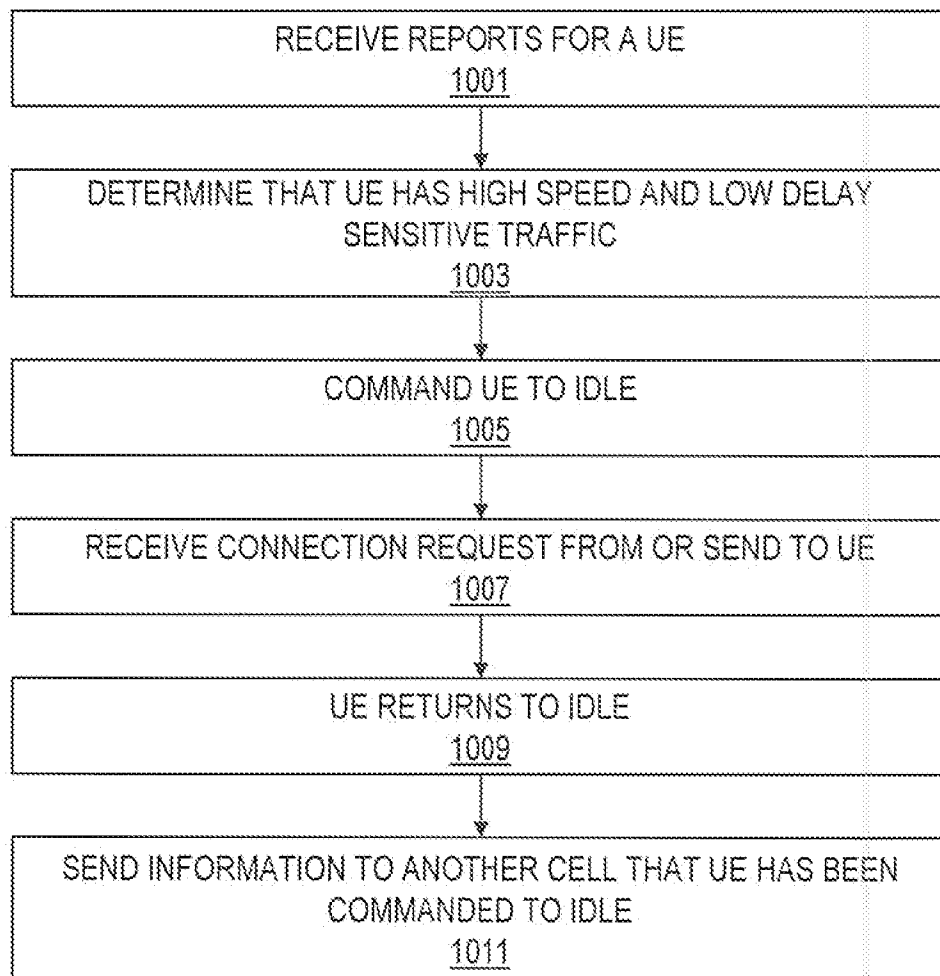 RECEIVE REPORTS FOR A UE
1001
DETERMINE THAT UE HAS HIGH SPEED AND LOW DELAY
SENSITIVE TRAFFIC
1003
COMMAND UE TO IDLE
1005
RECEIVE CONNECTION REQUEST FROM OR SEND TO UE
1007
UE RETURNS TO IDLE
1009
SEND INFORMATION TO ANOTHER CELL THAT UE HAS BEEN
COMMANDED TO IDLE
1011